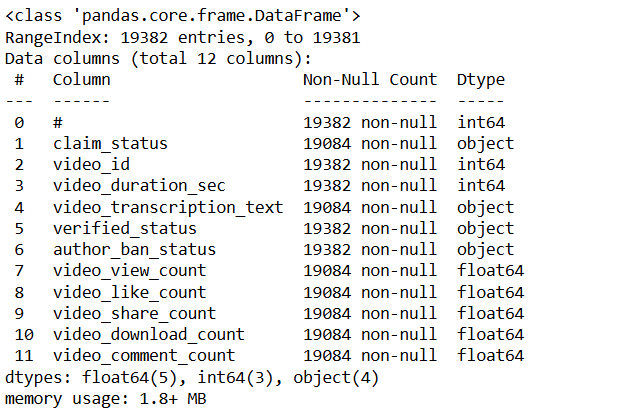 <class 'pandas.core.frame.DataFrame'>
RangeIndex: 19382 entries, 0 to 19381
Data columns (total 12 columns):
 #   Column                    Non-Null Count  Dtype
---  ------                    --------------  -----
 0   #                         19382 non-null  int64
 1   claim_status              19084 non-null  object
 2   video_id                  19382 non-null  int64
 3   video_duration_sec        19382 non-null  int64
 4   video_transcription_text  19084 non-null  object
 5   verified_status           19382 non-null  object
 6   author_ban_status         19382 non-null  object
 7   video_view_count          19084 non-null  float64
 8   video_like_count          19084 non-null  float64
 9   video_share_count         19084 non-null  float64
 10  video_download_count      19084 non-null  float64
 11  video_comment_count       19084 non-null  float64
dtypes: float64(5), int64(3), object(4)
memory usage: 1.8+ MB